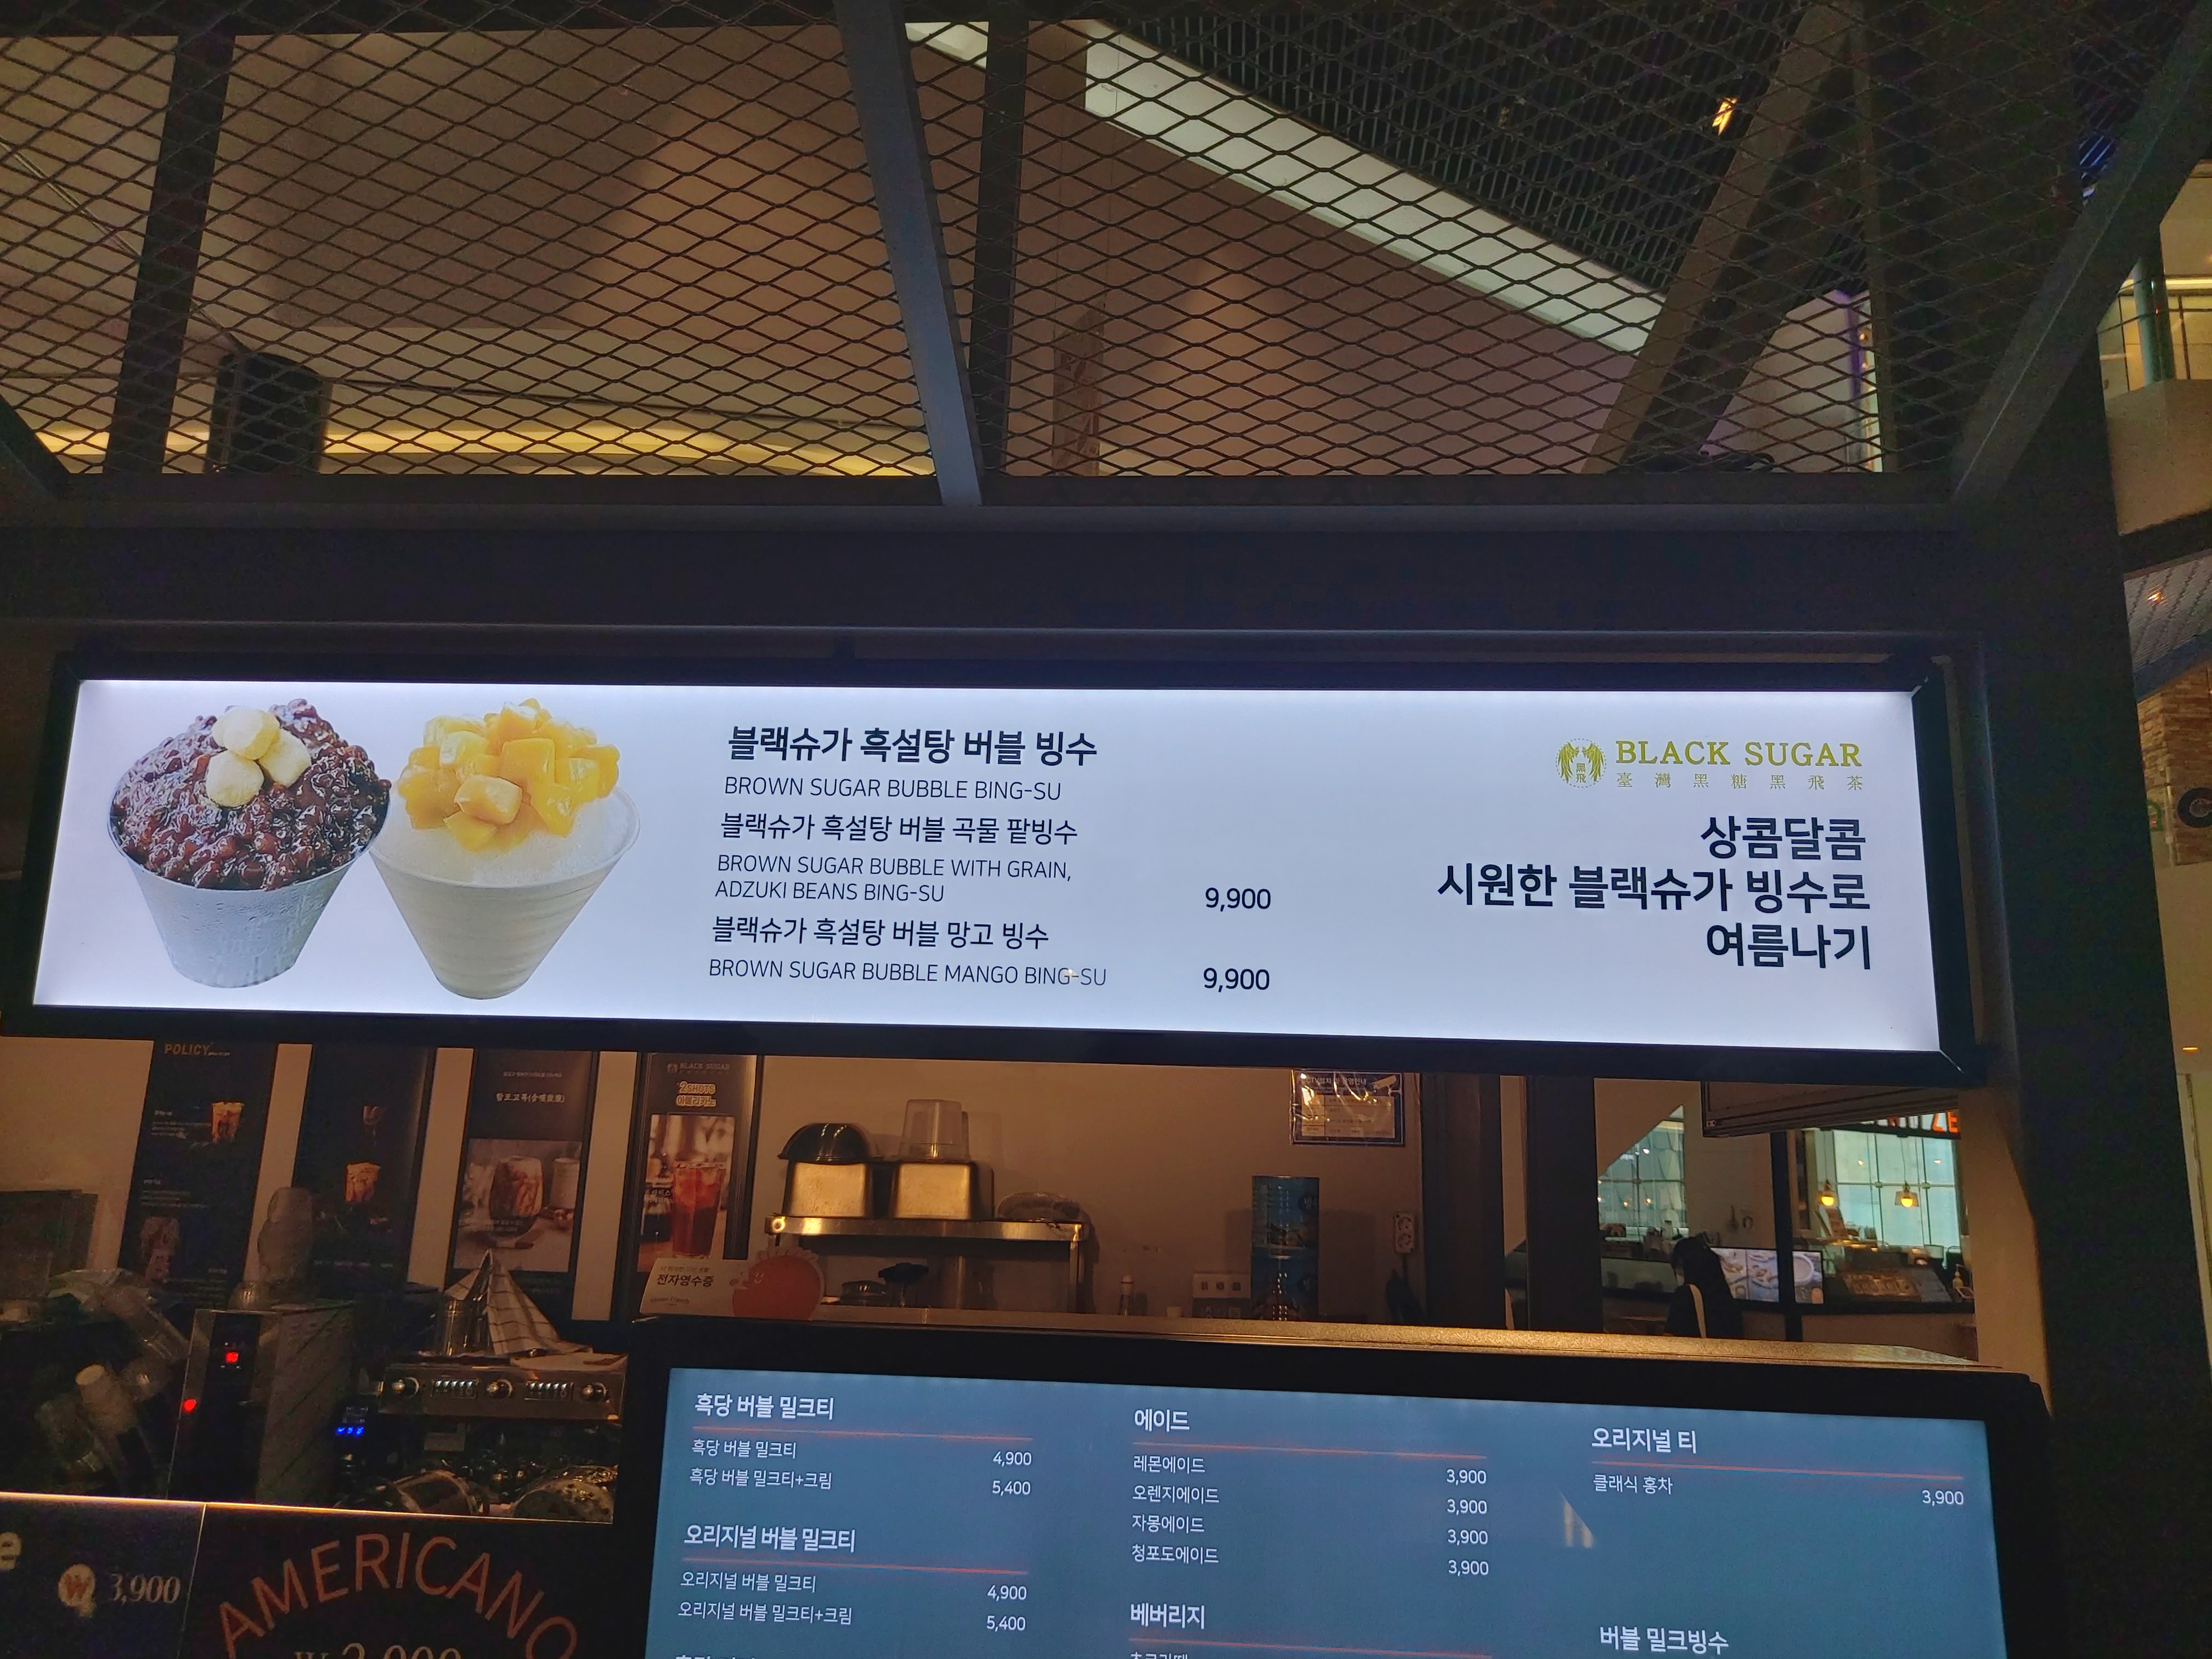 블랙슈가 흑설탕 버블 빙수
BROWN SUGAR BUBBLE BING-SU
블랙슈가 흑설탕 버블 곡물 팥빙수
BROWN SUGAR BUBBLE WITH GRAIN,
ADZUKI BEANS BING-SU 9,900
블랙슈가 흑설탕 버블 망고 빙수
BROWN SUGAR BUBBLE MANGO BING-SU 9,900
黑飛
BLACK SUGAR
臺灣黑糖黑飛茶
상콤달콤
시원한 블랙슈가 빙수로
여름나기
POLICY
BLACK SUGAR
2SHOTS
전자영수증
흑당 버블 밀크티
흑당 버블 밀크티 4,900
흑당 버블 밀크티+크림 5,400
오리지널 버블 밀크티
오리지널 버블 밀크티 4,900
오리지널 버블 밀크티+크림 5,400
에이드
레몬에이드 3,900
오렌지에이드 3,900
자몽에이드 3,900
청포도에이드 3,900
베버리지
오리지널 티
클래식 홍차 3,900
버블 밀크빙수
e
W 3,900
AMERICANO